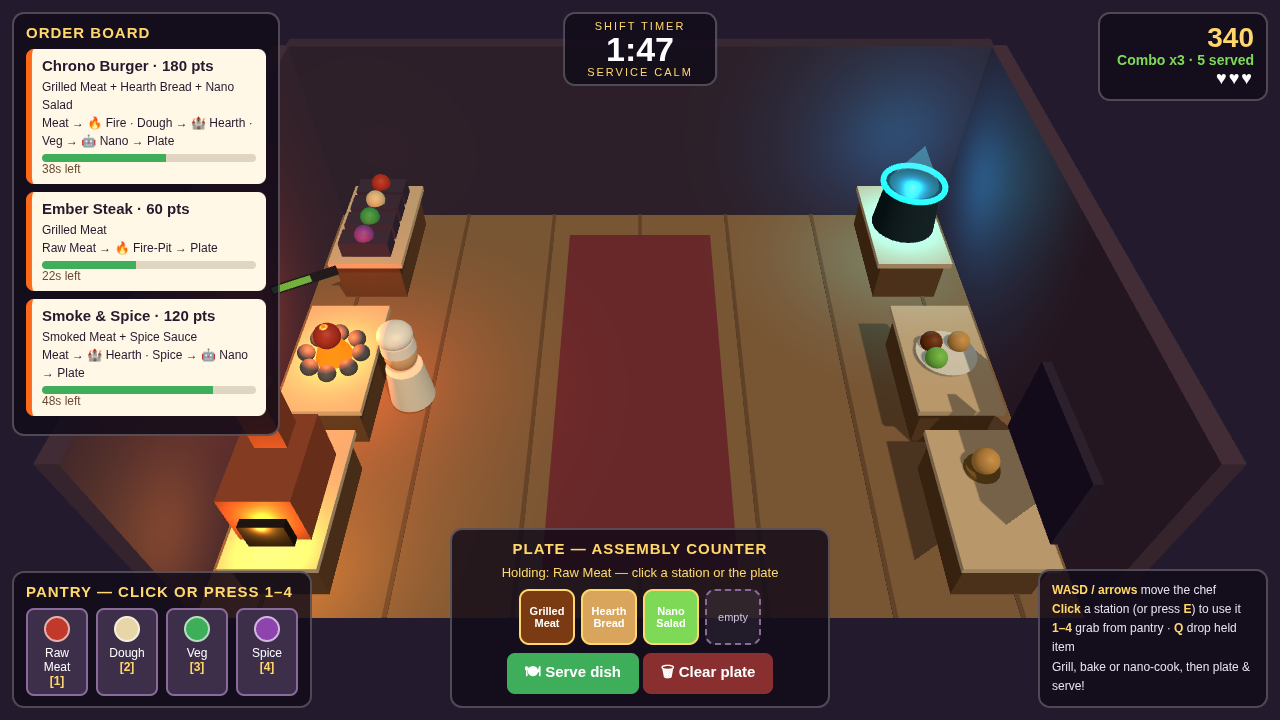 ORDER BOARD
Chrono Burger · 180 pts
Grilled Meat + Hearth Bread + Nano
Salad
Meat → 🔥 Fire · Dough → 🏰 Hearth ·
Veg → 🤖 Nano → Plate
38s left
Ember Steak · 60 pts
Grilled Meat
Raw Meat → 🔥 Fire-Pit → Plate
22s left
Smoke & Spice · 120 pts
Smoked Meat + Spice Sauce
Meat → 🏰 Hearth · Spice → 🤖 Nano
→ Plate
48s left
SHIFT TIMER
1:47
SERVICE CALM
340
Combo x3 · 5 served
♥♥♥
PANTRY — CLICK OR PRESS 1–4
Raw
Meat
[1]
Dough
[2]
Veg
[3]
Spice
[4]
PLATE — ASSEMBLY COUNTER
Holding: Raw Meat — click a station or the plate
Grilled
Meat
Hearth
Bread
Nano
Salad
empty
🍽 Serve dish
🗑 Clear plate
WASD / arrows move the chef
Click a station (or press E) to use it
1–4 grab from pantry · Q drop held
item
Grill, bake or nano-cook, then plate &
serve!